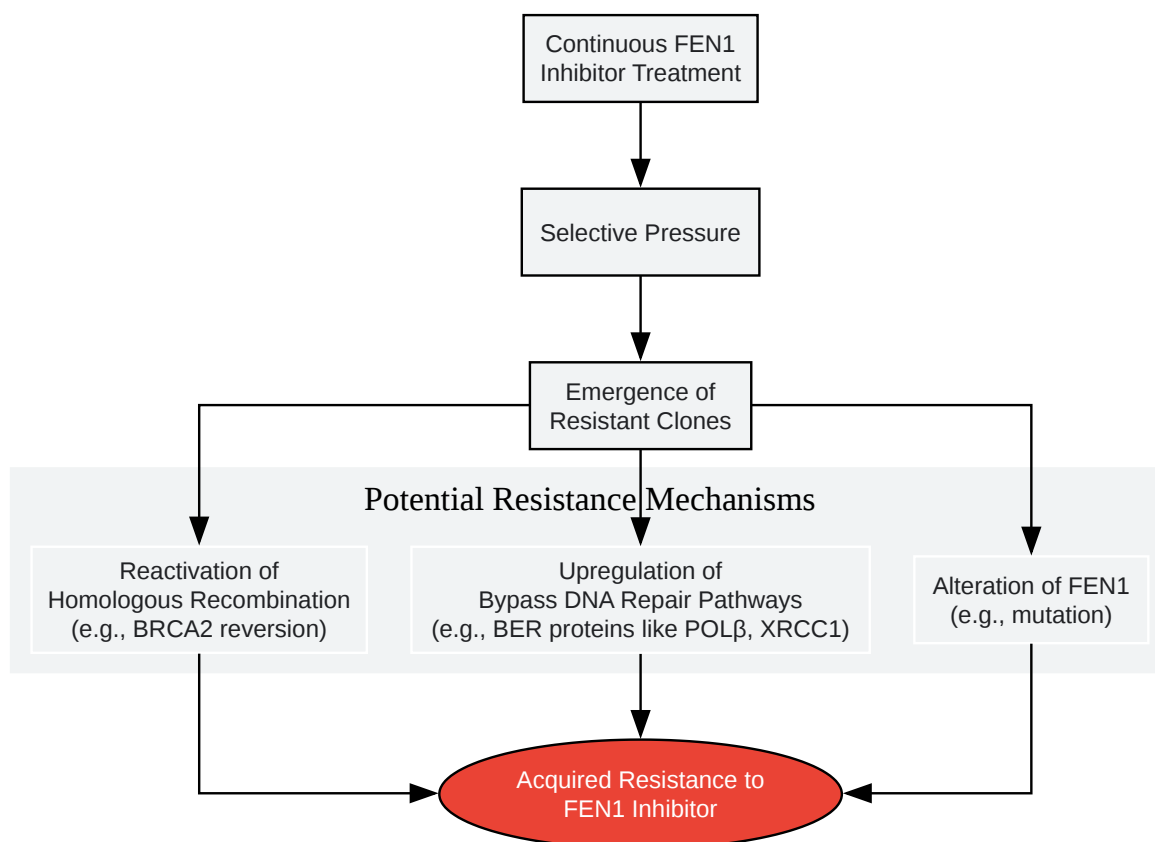 Continuous FEN1
Inhibitor Treatment
Selective Pressure
Emergence of
Resistant Clones
Potential Resistance Mechanisms
Reactivation of
Homologous Recombination
(e.g., BRCA2 reversion)
Upregulation of
Bypass DNA Repair Pathways
(e.g., BER proteins like POLβ, XRCC1)
Alteration of FEN1
(e.g., mutation)
Acquired Resistance to
FEN1 Inhibitor